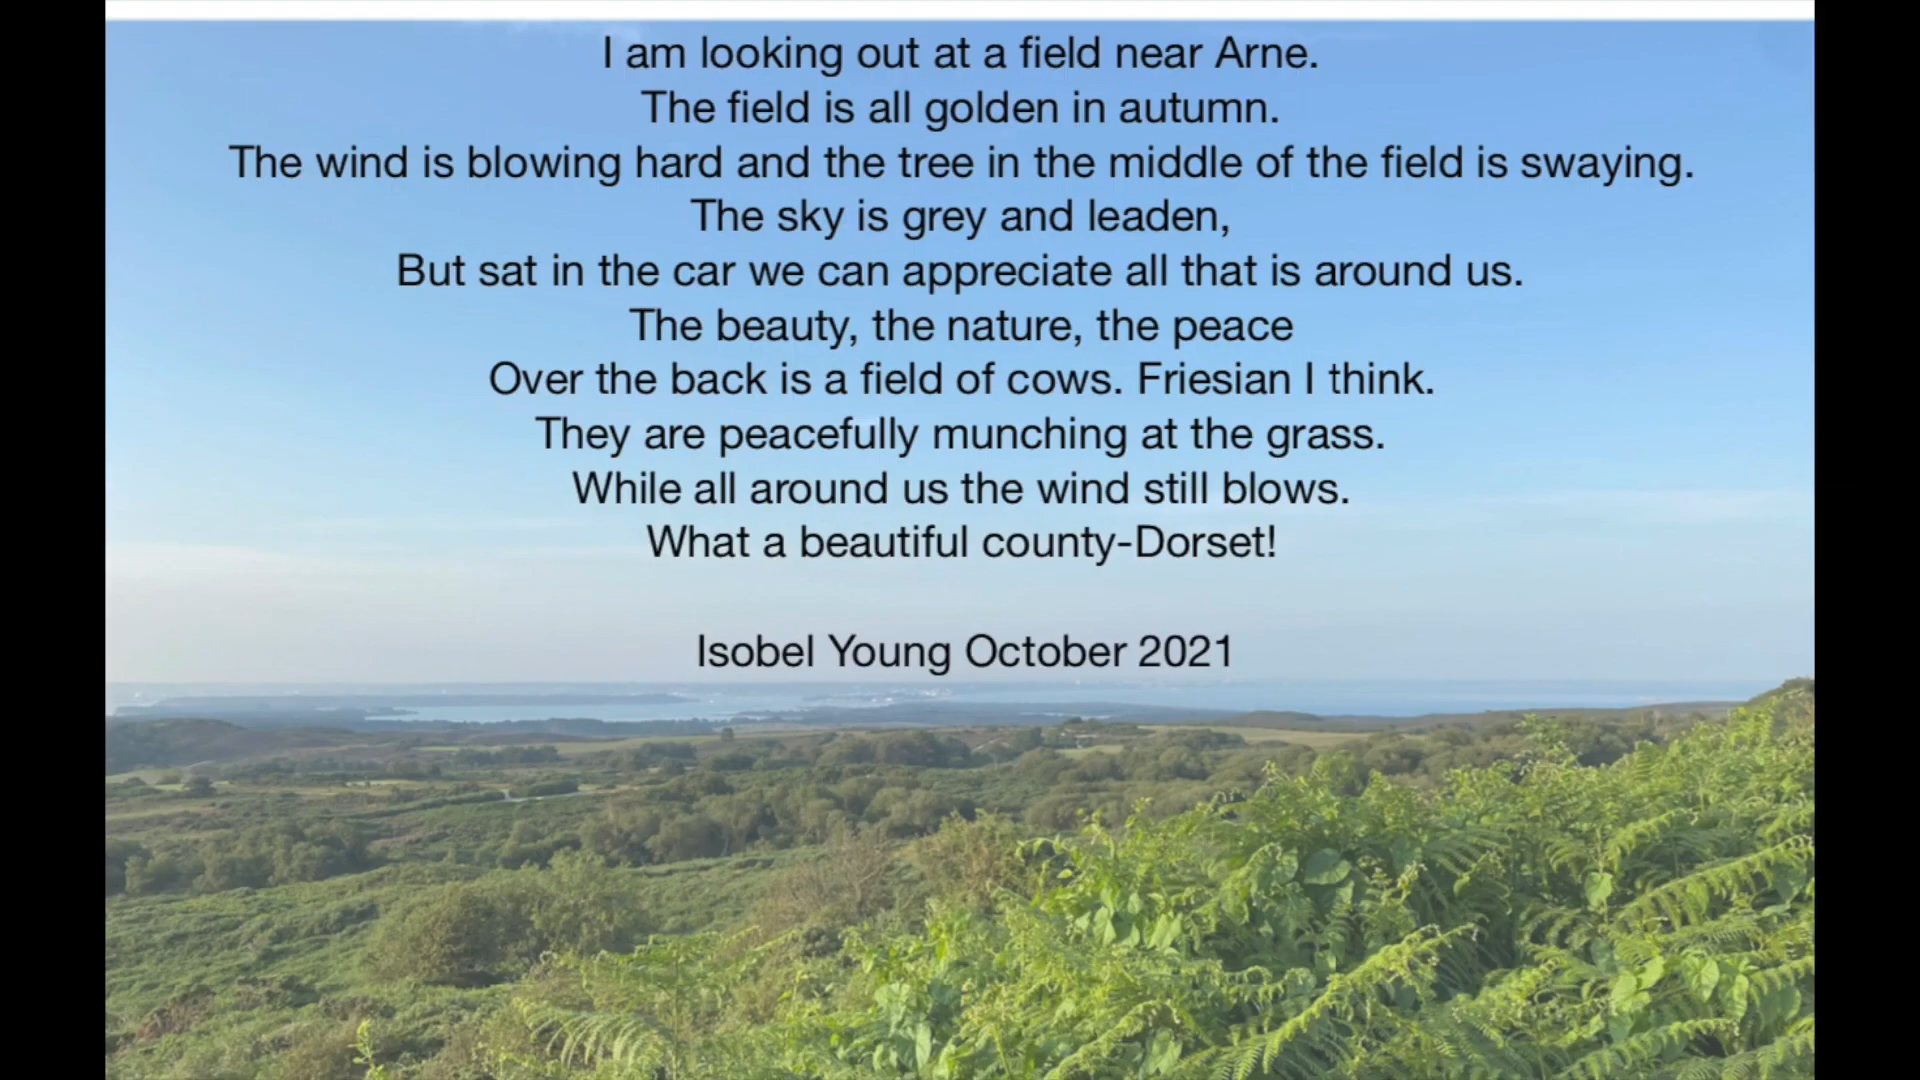 I am looking out at a field near Arne.
The field is all golden in autumn.
The wind is blowing hard and the tree in the middle of the field is swaying.
The sky is grey and leaden,
But sat in the car we can appreciate all that is around us.
The beauty, the nature, the peace
Over the back is a field of cows. Friesian I think.
They are peacefully munching at the grass.
While all around us the wind still blows.
What a beautiful county-Dorset!
Isobel Young October 2021